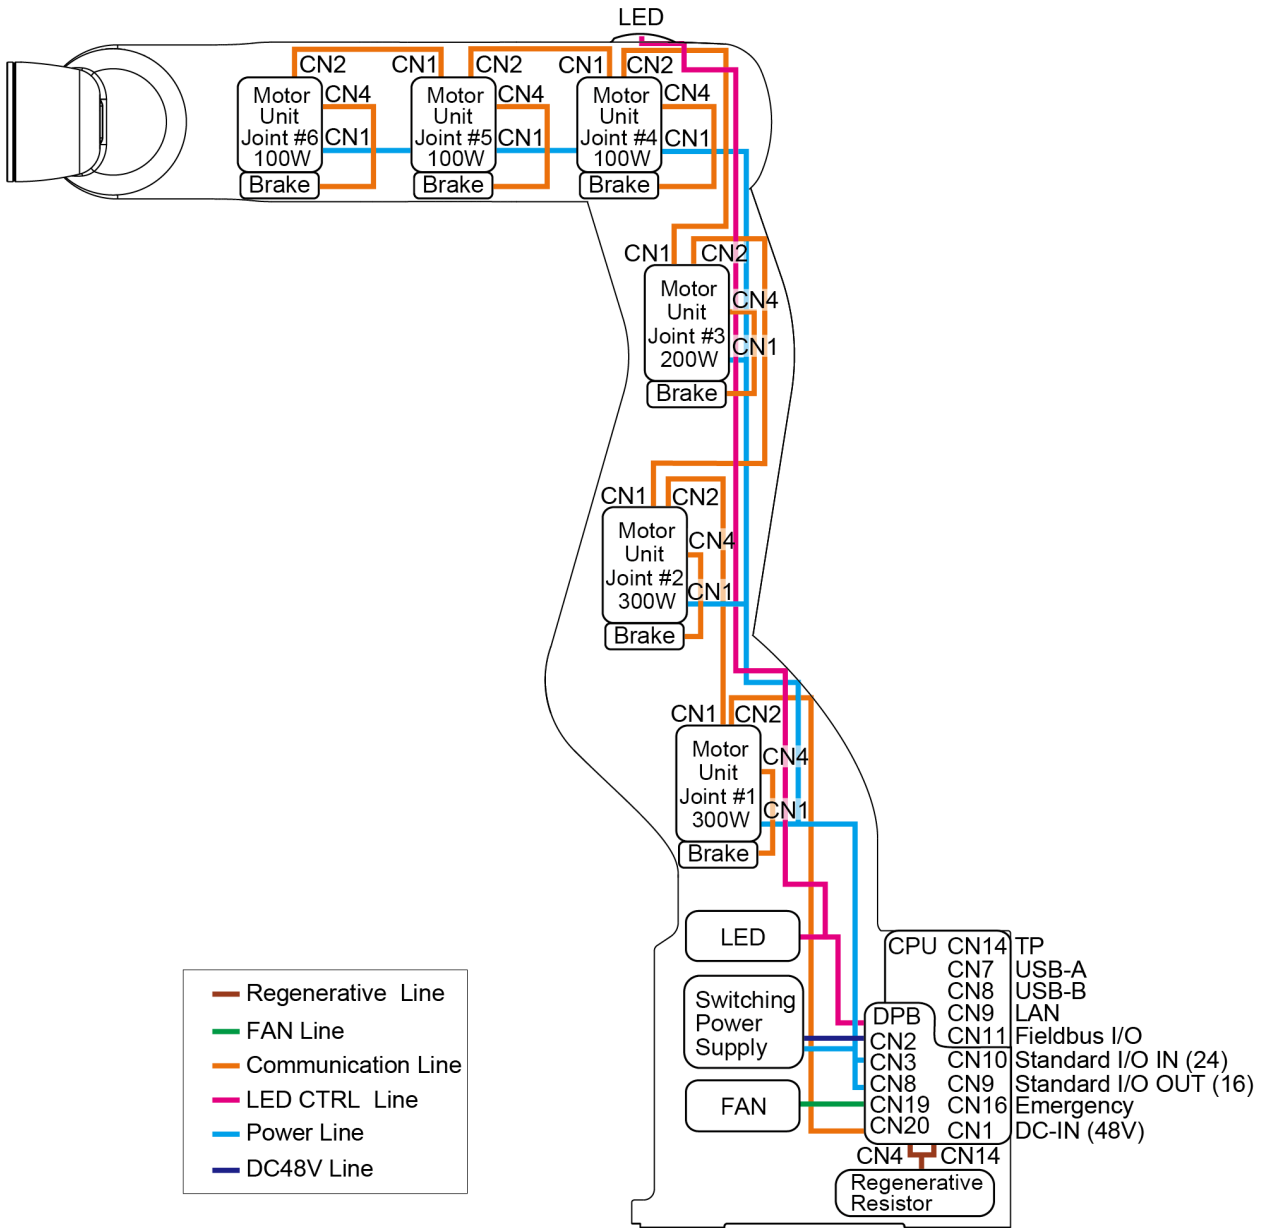 LED
CN2
CN1
CN2
CN1
CN2
Motor
Unit
Joint #6
100W
CN4
CN1
Brake
Motor
Unit
Joint #5
100W
CN4
CN1
Brake
Motor
Unit
Joint #4
100W
CN4
CN1
Brake
CN1
CN2
Motor
Unit
Joint #3
200W
CN4
CN1
Brake
CN1
CN2
Motor
Unit
Joint #2
300W
CN4
CN1
Brake
CN1
CN2
Motor
Unit
Joint #1
300W
CN4
CN1
Brake
LED
Switching
Power
Supply
FAN
CPU
CN14 TP
CN7 USB-A
CN8 USB-B
CN9 LAN
CN11 Fieldbus I/O
DPB
CN2
CN3
CN8
CN19
CN20
CN10 Standard I/O IN (24)
CN9 Standard I/O OUT (16)
CN16 Emergency
CN1 DC-IN (48V)
CN4
CN14
Regenerative
Resistor
Regenerative Line
FAN Line
Communication Line
LED CTRL Line
Power Line
DC48V Line